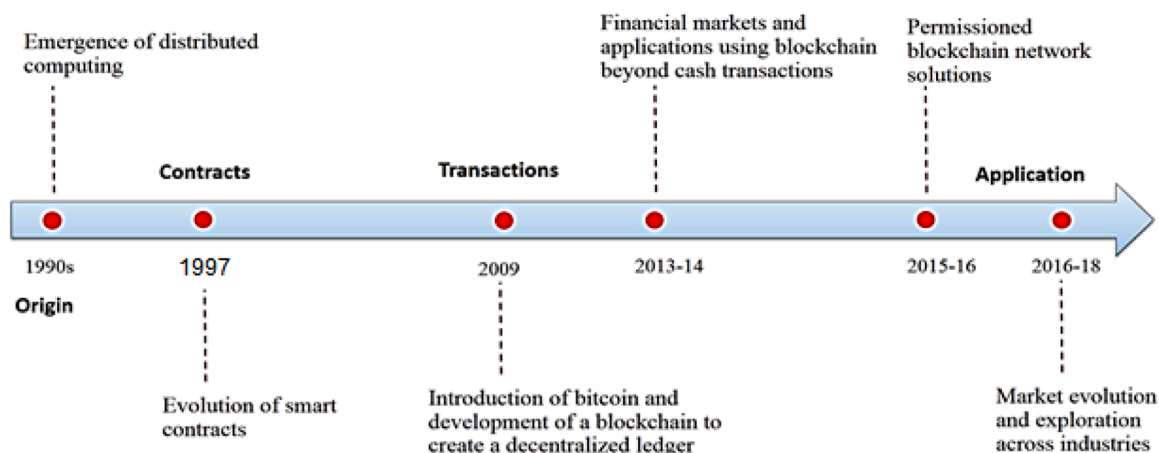 Emergence of distributed
computing
Financial markets and
applications using blockchain
beyond cash transactions
Permissioned
blockchain network
solutions
Contracts
Transactions
Application
1990s
1997
2009
2013-14
2015-16
2016-18
Origin
Evolution of smart
contracts
Introduction of bitcoin and
development of a blockchain to
create a decentralized ledger
Market evolution
and exploration
across industries